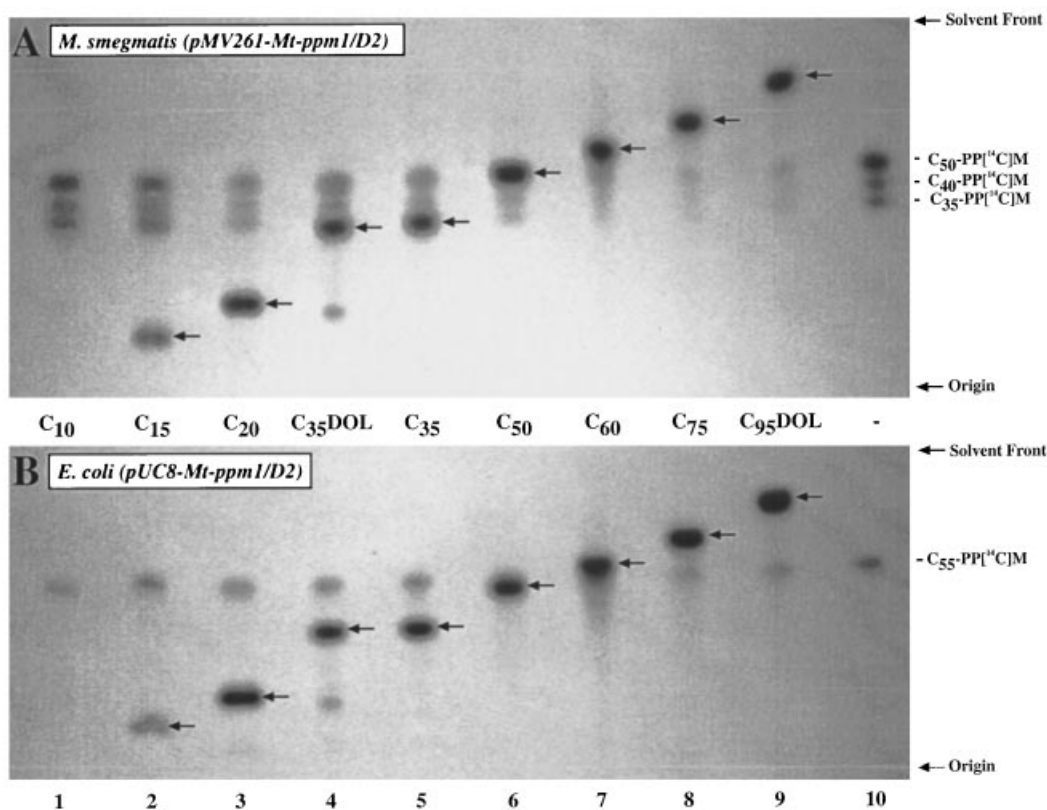 A M. smegmatis (pMV261-Mt-ppm1/D2)
← Solvent Front
- C₅₀-PP[¹⁴C]M
- C₄₀-PP[¹⁴C]M
- C₃₅-PP[¹⁴C]M
← Origin
C₁₀ C₁₅ C₂₀ C₃₅DOL C₃₅ C₅₀ C₆₀ C₇₅ C₉₅DOL -
B E. coli (pUC8-Mt-ppm1/D2)
← Solvent Front
- C₅₅-PP[¹⁴C]M
← Origin
1 2 3 4 5 6 7 8 9 10